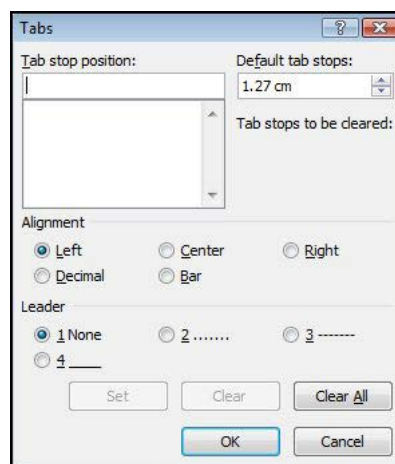 Tabs
Tab stop position:
Default tab stops:
1.27 cm
Tab stops to be cleared:
Alignment
Left Center Right
Decimal Bar
Leader
1 None 2 ....... 3 -------
4 ___
Set Clear Clear All
OK Cancel